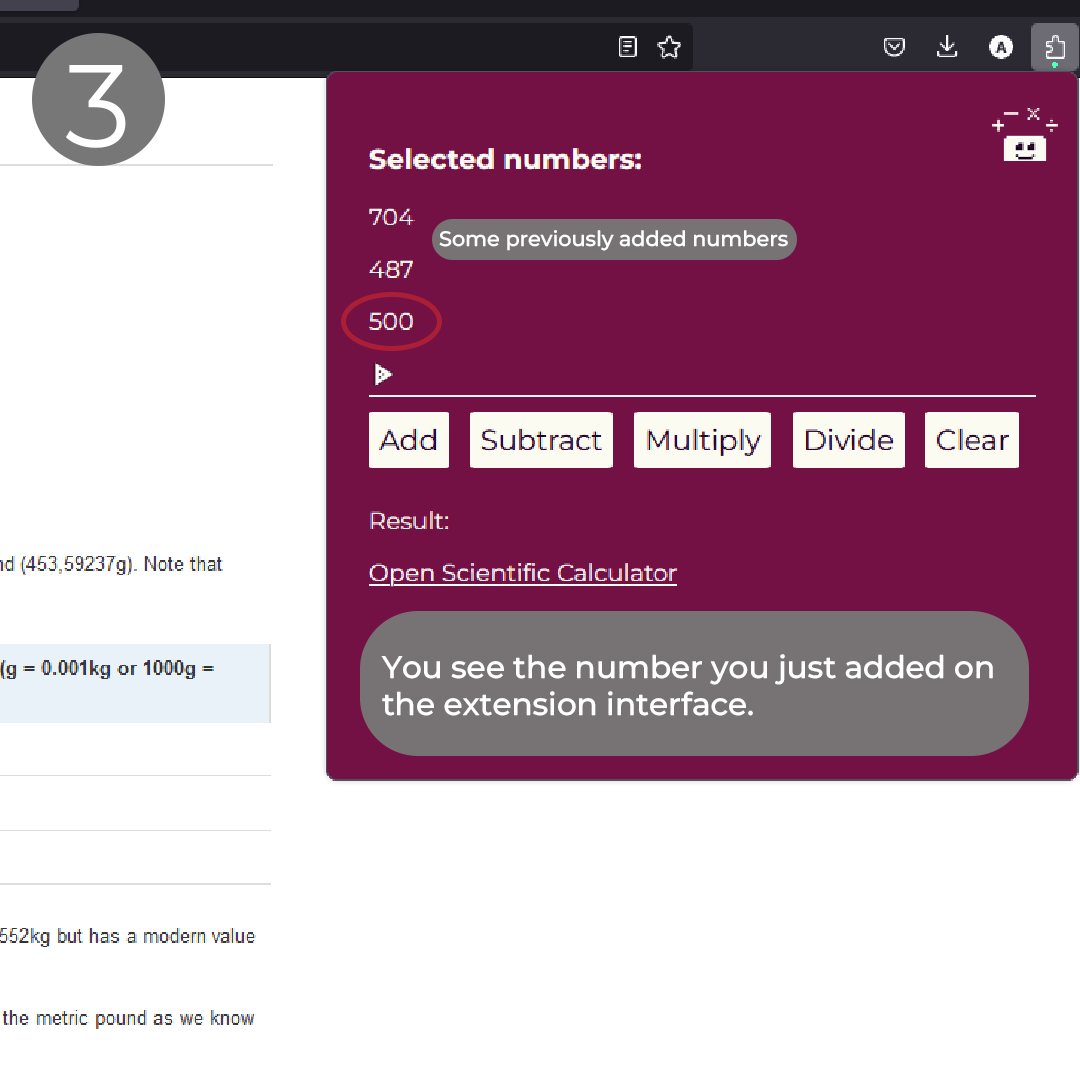 3
A
Selected numbers:
704
Some previously added numbers
487
500
Add Subtract Multiply Divide Clear
Result:
Open Scientific Calculator
You see the number you just added on
the extension interface.
(453,59237g). Note that
(g = 0.001kg or 1000g =
552kg but has a modern value
the metric pound as we know